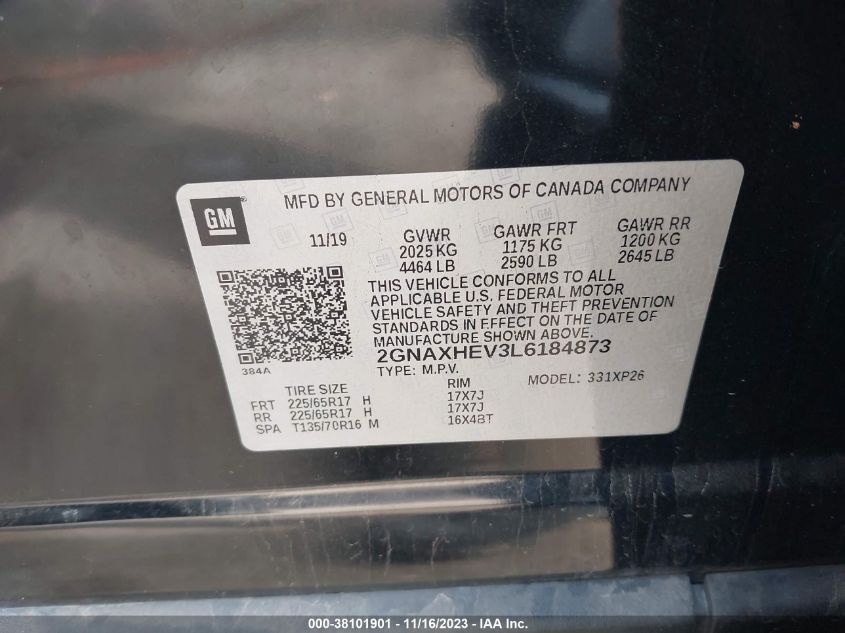 MFD BY GENERAL MOTORS OF CANADA COMPANY
GM
11/19
GVWR GAWR FRT GAWR RR
2025 KG 1175 KG 1200 KG
4464 LB 2590 LB 2645 LB
THIS VEHICLE CONFORMS TO ALL
APPLICABLE U.S. FEDERAL MOTOR
VEHICLE SAFETY AND THEFT PREVENTION
STANDARDS IN EFFECT ON THE DATE OF
MANUFACTURE SHOWN ABOVE.
2GNAXHEV3L6184873
384A
TYPE: M.P.V.
MODEL: 331XP26
TIRE SIZE RIM
FRT 225/65R17 H 17X7J
RR 225/65R17 H 17X7J
SPA T135/70R16 M 16X4BT
000-38101901 - 11/16/2023 - IAA Inc.